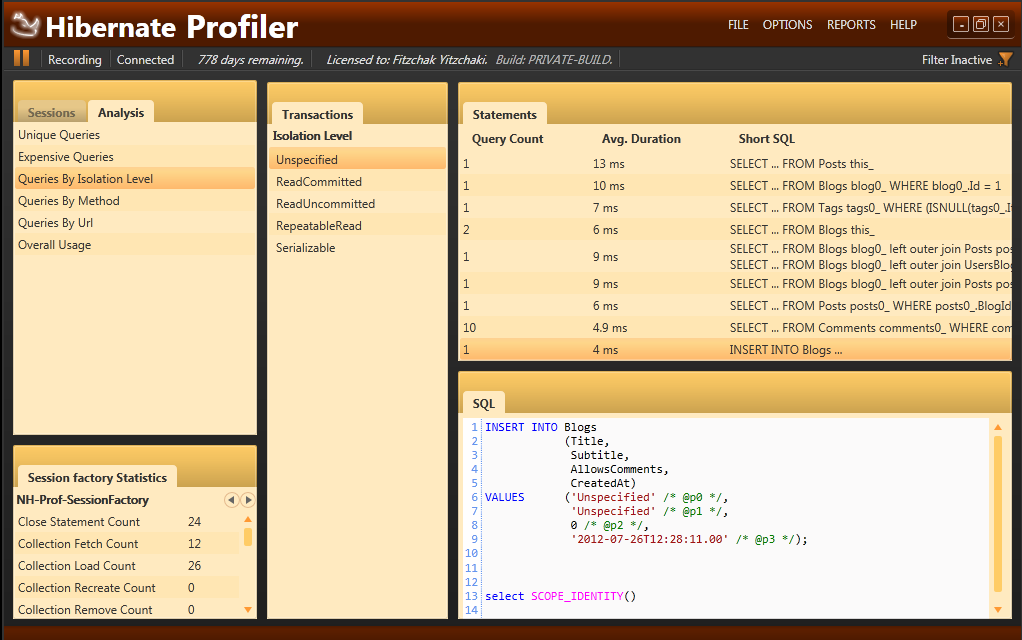 Hibernate Profiler
FILE OPTIONS REPORTS HELP
Recording Connected 778 days remaining. Licensed to: Fitzchak Yitzchaki. Build: PRIVATE-BUILD. Filter Inactive
Sessions Analysis
Unique Queries
Expensive Queries
Queries By Isolation Level
Queries By Method
Queries By Url
Overall Usage
Session factory Statistics
NH-Prof-SessionFactory
Close Statement Count 24
Collection Fetch Count 12
Collection Load Count 26
Collection Recreate Count 0
Collection Remove Count 0
Transactions
Isolation Level
Unspecified
ReadCommitted
ReadUncommitted
RepeatableRead
Serializable
Statements
Query Count Avg. Duration Short SQL
1 13 ms SELECT ... FROM Posts this_
1 10 ms SELECT ... FROM Blogs blog0_ WHERE blog0_.Id = 1
1 7 ms SELECT ... FROM Tags tags0_ WHERE (ISNULL(tags0_.I
2 6 ms SELECT ... FROM Blogs this_
1 9 ms SELECT ... FROM Blogs blog0_ left outer join Posts pos
SELECT ... FROM Blogs blog0_ left outer join UsersBlog
1 9 ms SELECT ... FROM Blogs blog0_ left outer join Posts pos
1 6 ms SELECT ... FROM Posts posts0_ WHERE posts0_.BlogId
10 4.9 ms SELECT ... FROM Comments comments0_ WHERE com
1 4 ms INSERT INTO Blogs ...
SQL
1 INSERT INTO Blogs
2 (Title,
3 Subtitle,
4 AllowsComments,
5 CreatedAt)
6 VALUES ('Unspecified' /* @p0 */,
7 'Unspecified' /* @p1 */,
8 0 /* @p2 */,
9 '2012-07-26T12:28:11.00' /* @p3 */);
10
11
12
13 select SCOPE_IDENTITY()
14